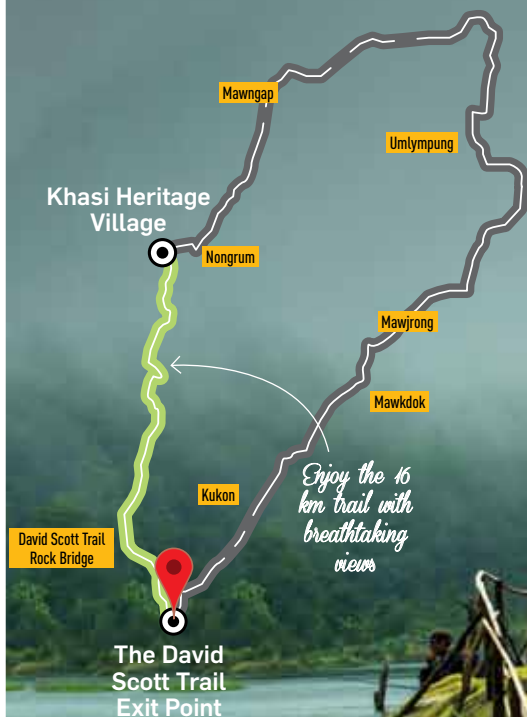 Mawngap
Umlympung
Khasi Heritage
Village
Nongrum
Mawjrong
Mawkdok
Enjoy the 16
km trail with
breathtaking
views
Kukon
David Scott Trail
Rock Bridge
The David
Scott Trail
Exit Point